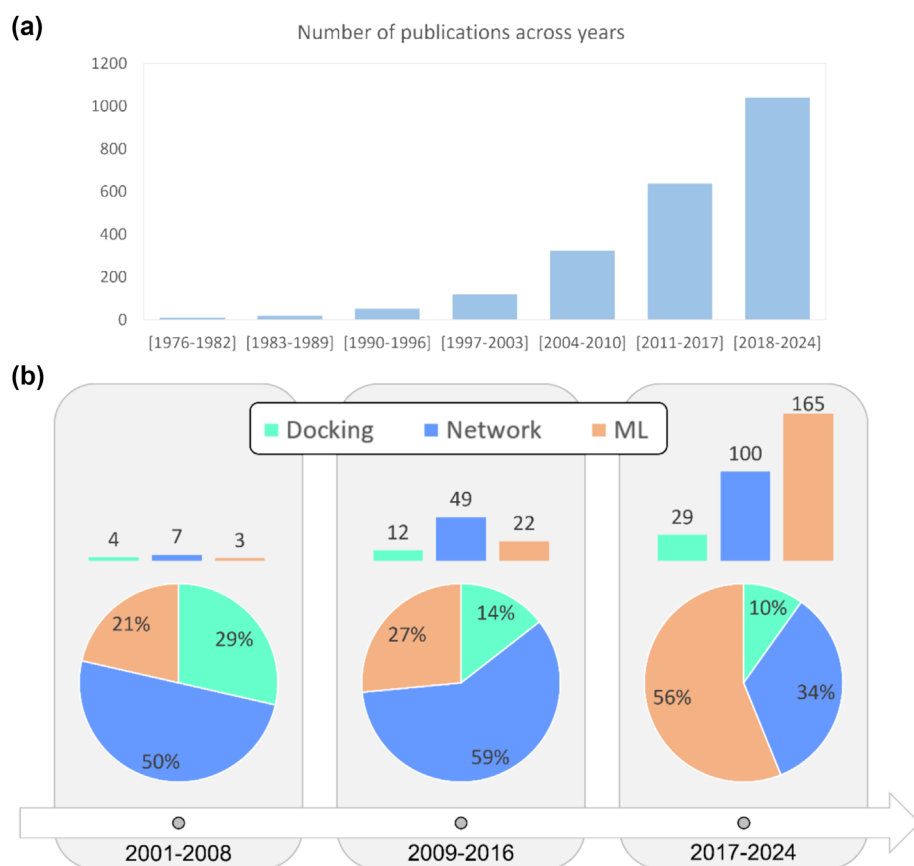 (a)
Number of publications across years
1200
1000
800
600
400
200
0
[1976-1982] [1983-1989] [1990-1996] [1997-2003] [2004-2010] [2011-2017] [2018-2024]
(b)
Docking Network ML
4 7 3
12 49 22
29 100 165
21% 29% 50%
27% 14% 59%
10% 56% 34%
2001-2008 2009-2016 2017-2024